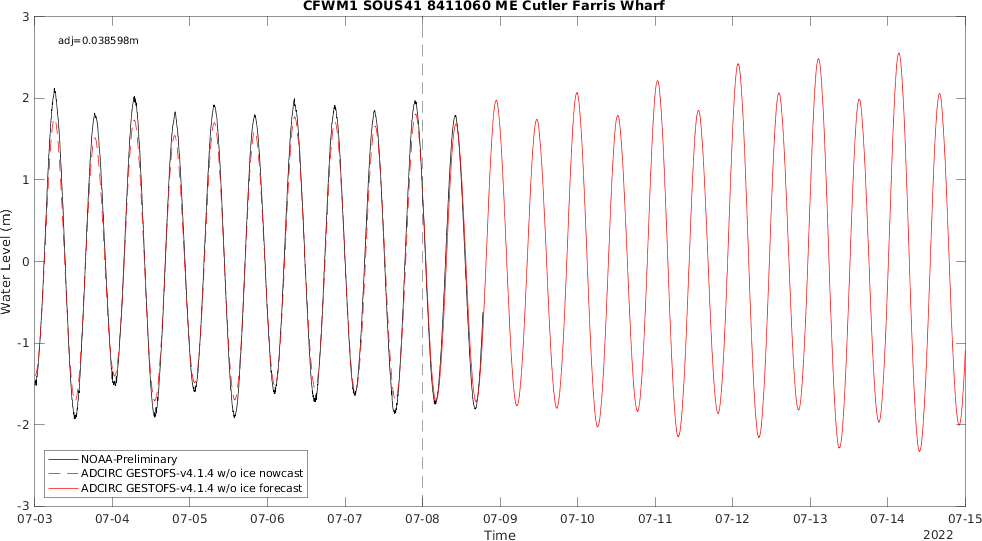 CFWM1 SOUS41 8411060 ME Cutler Farris Wharf
adj=0.038598m
3
2
1
0
-1
-2
-3
Water Level (m)
NOAA-Preliminary
ADCIRC GESTOFS-v4.1.4 w/o ice nowcast
ADCIRC GESTOFS-v4.1.4 w/o ice forecast
07-03 07-04 07-05 07-06 07-07 07-08 07-09 07-10 07-11 07-12 07-13 07-14 07-15
Time
2022